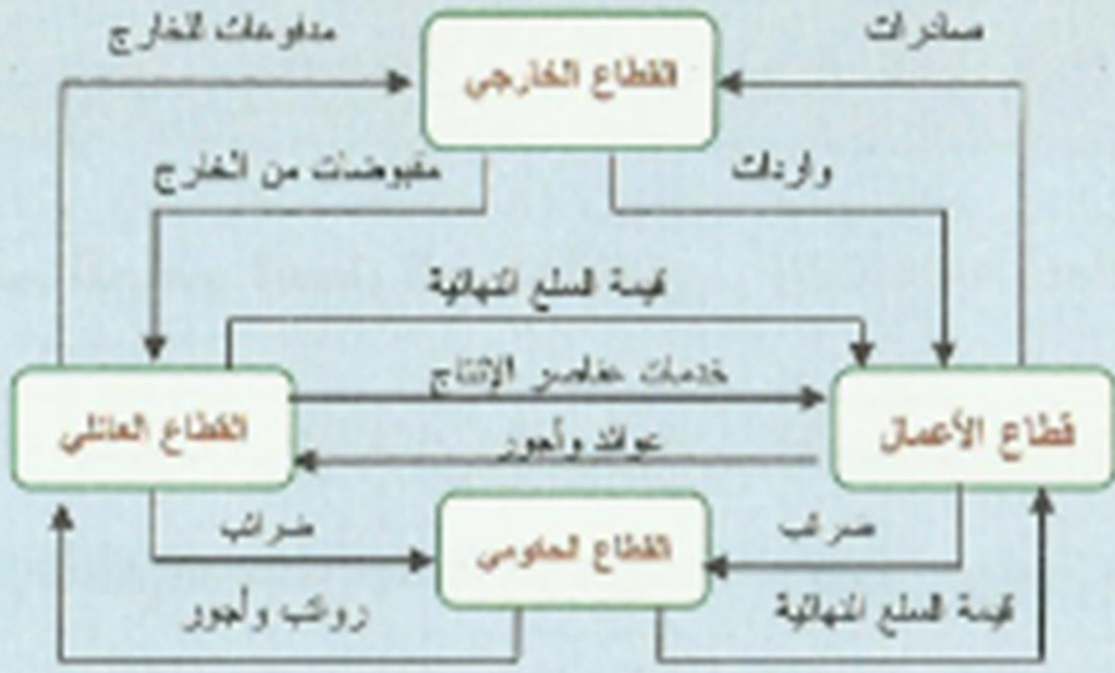 مدفوعات للخارج
صادرات
القطاع الخارجي
مقبوضات من الخارج
واردات
قيمة السلع النهائية
خدمات عناصر الإنتاج
القطاع العائلي
قطاع الأعمال
عوائد وأجور
ضرائب
القطاع الحكومي
ضرائب
رواتب وأجور
قيمة السلع النهائية